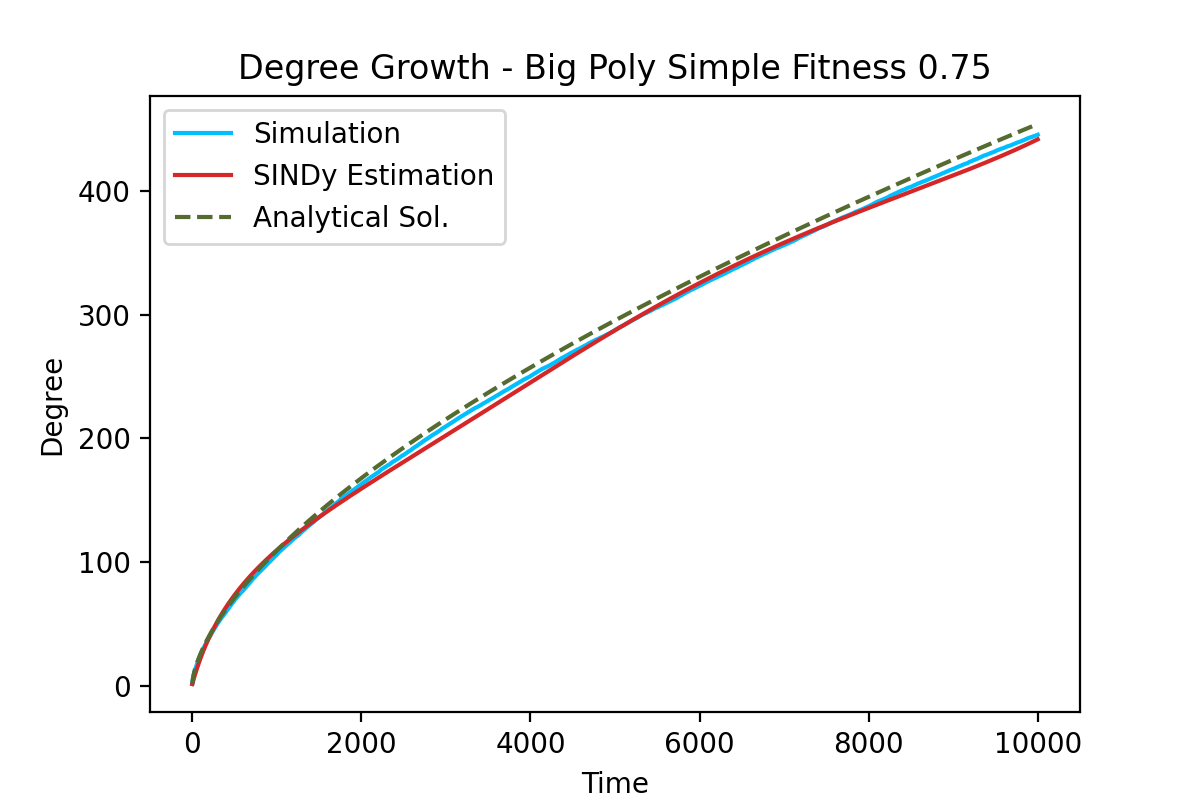 Degree Growth - Big Poly Simple Fitness 0.75
Simulation
SINDy Estimation
Analytical Sol.
400
300
200
100
0
Degree
0 2000 4000 6000 8000 10000
Time